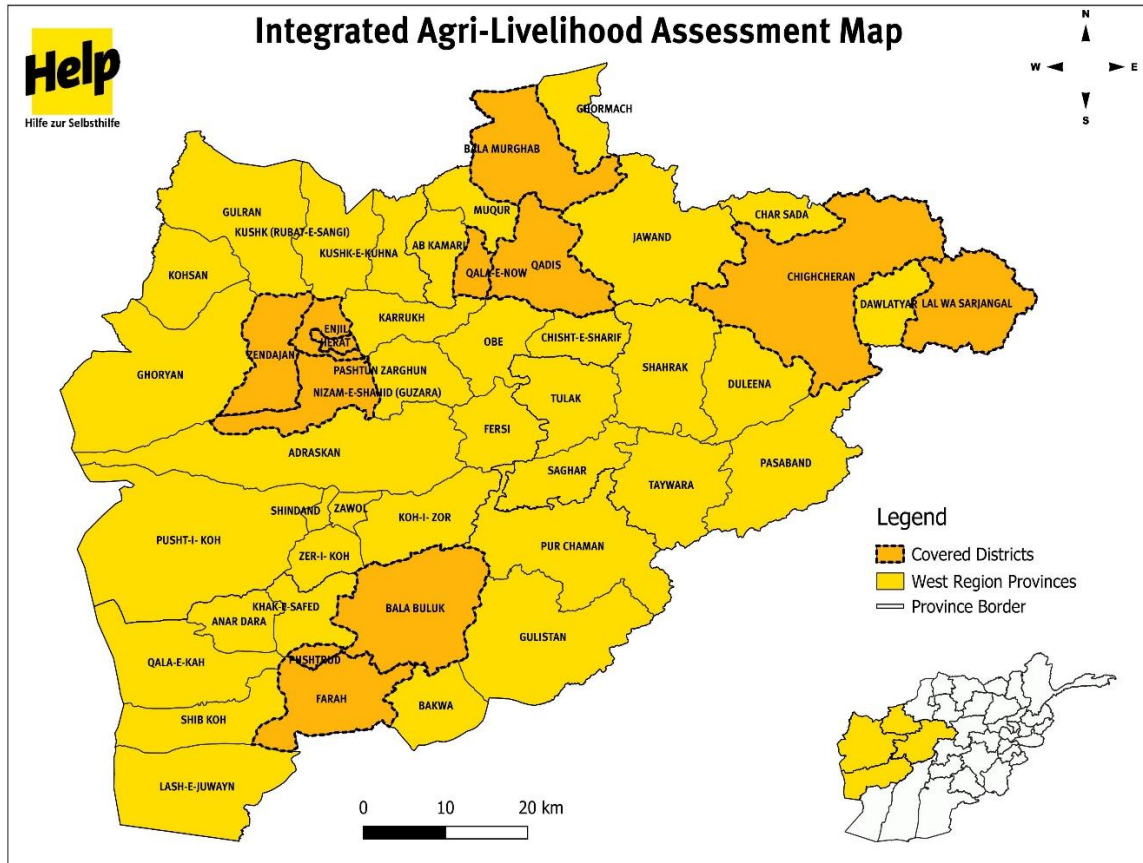 Integrated Agri-Livelihood Assessment Map
Help
Hilfe zur Selbsthilfe
N
W
E
S
GHORMACH
BALA MURGHAB
GULRAN
MUQUR
CHAR SADA
KUSHK (RUBAT-E-SANGI)
JAWAND
KUSHK-E-KUHNA
AB KAMARI
KOHSAN
QALA-E-NOW
QADIS
CHIGHCHERAN
DAWLATYAR
LAL WA SARJANGAL
KARRUKH
ENJIL
HERAT
ZENDAJAN
OBE
CHISHT-E-SHARIF
GHORYAN
PASHTUN ZARGHUN
SHAHRAK
DULEENA
NIZAM-E-SHAHID (GUZARA)
TULAK
FERSI
ADRASKAN
SAGHAR
PASABAND
TAYWARA
SHINDAND
ZAWOL
KOH-I- ZOR
PUSHT-I- KOH
ZER-I- KOH
PUR CHAMAN
KHAK-E-SAFED
BALA BULUK
ANAR DARA
GULISTAN
QALA-E-KAH
PUSHTRUD
FARAH
BAKWA
SHIB KOH
LASH-E-JUWAYN
Legend
Covered Districts
West Region Provinces
Province Border
0 10 20 km